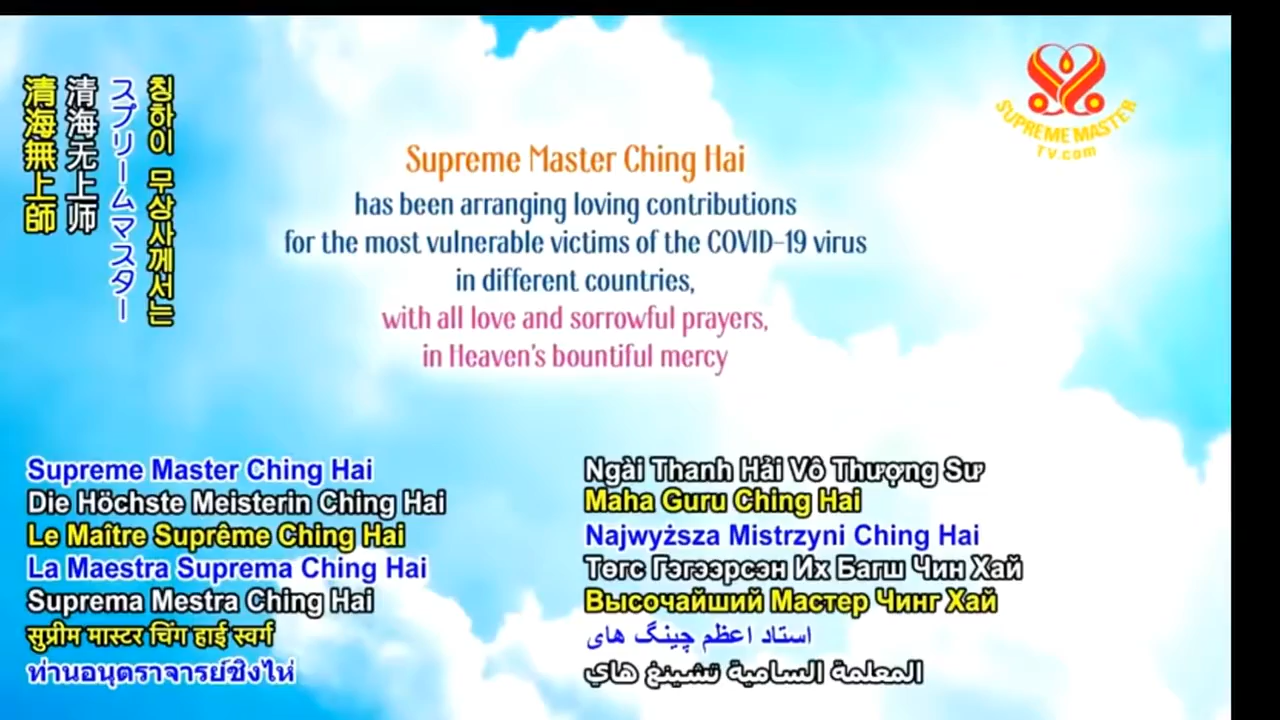 清海無上師
清海无上师
スプリームマスター
칭하이 무상사께서는
SUPREME MASTER
TV.com
Supreme Master Ching Hai
has been arranging loving contributions
for the most vulnerable victims of the COVID-19 virus
in different countries,
with all love and sorrowful prayers,
in Heaven's bountiful mercy
Supreme Master Ching Hai
Die Höchste Meisterin Ching Hai
Le Maître Suprême Ching Hai
La Maestra Suprema Ching Hai
Suprema Mestra Ching Hai
सुप्रीम मास्टर चिंग हाई स्वर्ग
ท่านอนุตราจารย์ชิงไห่
Ngài Thanh Hải Vô Thượng Sư
Maha Guru Ching Hai
Najwyższa Mistrzyni Ching Hai
Төгс Гэгээрсэн Их Багш Чин Хай
Высочайший Мастер Чинг Хай
استاد اعظم چینگ های
المعلمة السامية تشينغ هاي